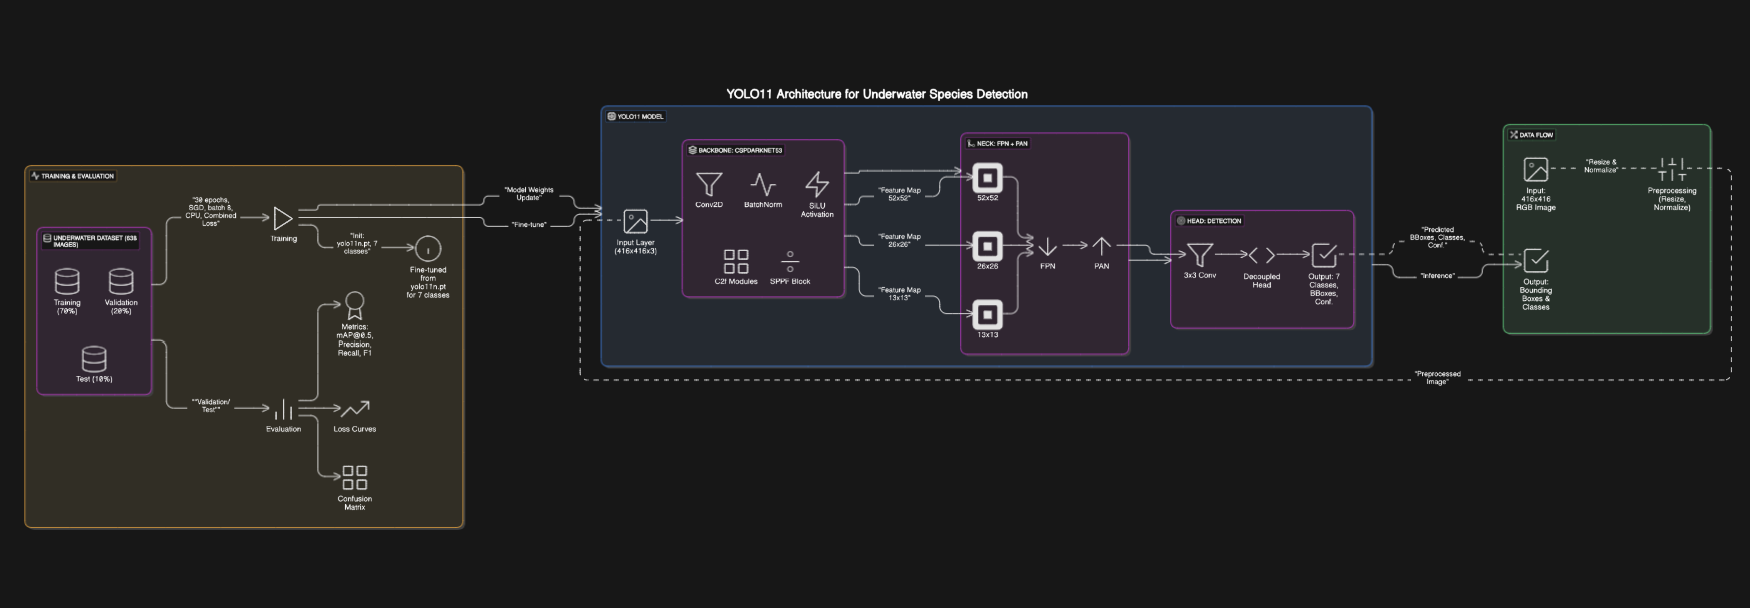 YOLO11 Architecture for Underwater Species Detection
TRAINING & EVALUATION
UNDERWATER DATASET (638
IMAGES)
Training
(70%)
Validation
(20%)
Test (10%)
"30 epochs,
SGD, batch 8,
CPU, Combined
Loss"
Training
"Init:
yolo11n.pt, 7
classes"
Fine-tuned
from
yolo11n.pt
for 7 classes
Metrics:
mAP@0.5,
Precision,
Recall, F1
""Validation/
Test""
Evaluation
Loss Curves
Confusion
Matrix
"Model Weights
Update"
"Fine-tune"
YOLO11 MODEL
Input Layer
(416x416x3)
BACKBONE: CSPDARKNET53
Conv2D
BatchNorm
SiLU
Activation
C2f Modules
SPPF Block
"Feature Map
52x52"
"Feature Map
26x26"
"Feature Map
13x13"
NECK: FPN + PAN
52x52
26x26
13x13
FPN
PAN
HEAD: DETECTION
3x3 Conv
Decoupled
Head
Output: 7
Classes,
BBoxes,
Conf.
"Predicted
BBoxes, Classes,
Conf."
"Inference"
DATA FLOW
Input:
416x416
RGB Image
"Resize &
Normalize"
Preprocessing
(Resize,
Normalize)
Output:
Bounding
Boxes &
Classes
"Preprocessed
Image"